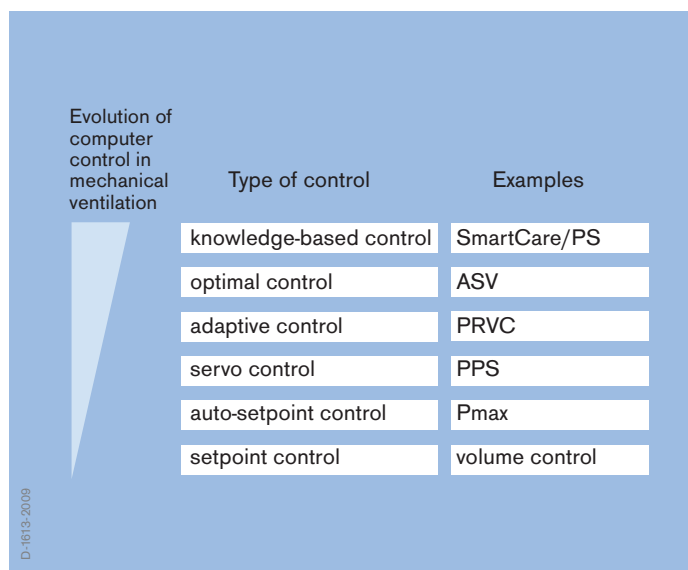 Evolution of
computer
control in
mechanical
ventilation
Type of control
Examples
knowledge-based control
SmartCare/PS
optimal control
ASV
adaptive control
PRVC
servo control
PPS
auto-setpoint control
Pmax
setpoint control
volume control
D-1613-2009